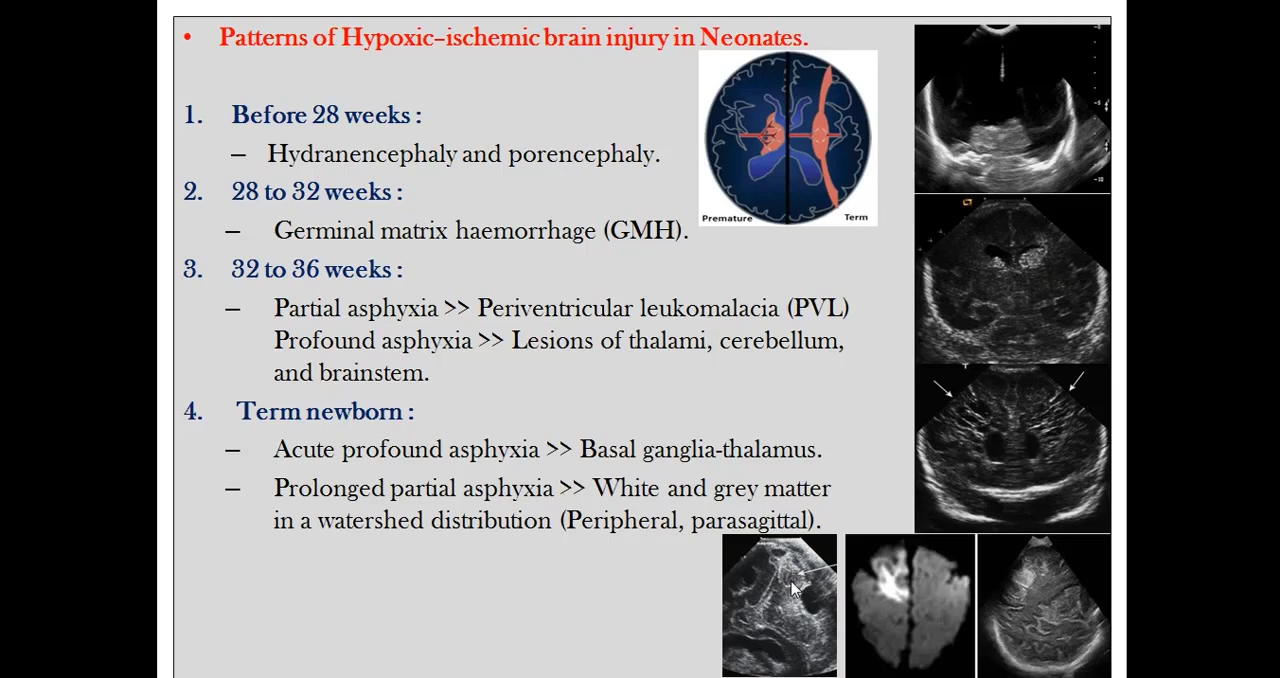 • Patterns of Hypoxic–ischemic brain injury in Neonates.
1. Before 28 weeks :
– Hydranencephaly and porencephaly.
2. 28 to 32 weeks :
– Germinal matrix haemorrhage (GMH).
3. 32 to 36 weeks :
– Partial asphyxia >> Periventricular leukomalacia (PVL)
Profound asphyxia >> Lesions of thalami, cerebellum,
and brainstem.
4. Term newborn :
– Acute profound asphyxia >> Basal ganglia-thalamus.
– Prolonged partial asphyxia >> White and grey matter
in a watershed distribution (Peripheral, parasagittal).
Premature
Term